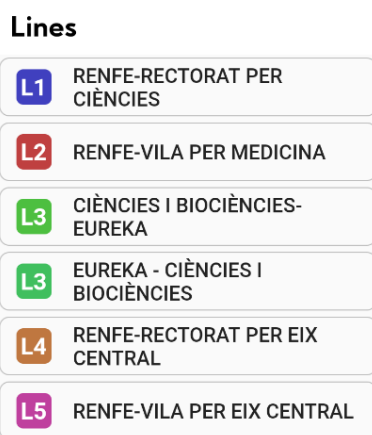 Lines
L1
RENFE-RECTORAT PER
CIÈNCIES
L2
RENFE-VILA PER MEDICINA
L3
CIÈNCIES I BIOCIÈNCIES-
EUREKA
L3
EUREKA - CIÈNCIES I
BIOCIÈNCIES
L4
RENFE-RECTORAT PER EIX
CENTRAL
L5
RENFE-VILA PER EIX CENTRAL